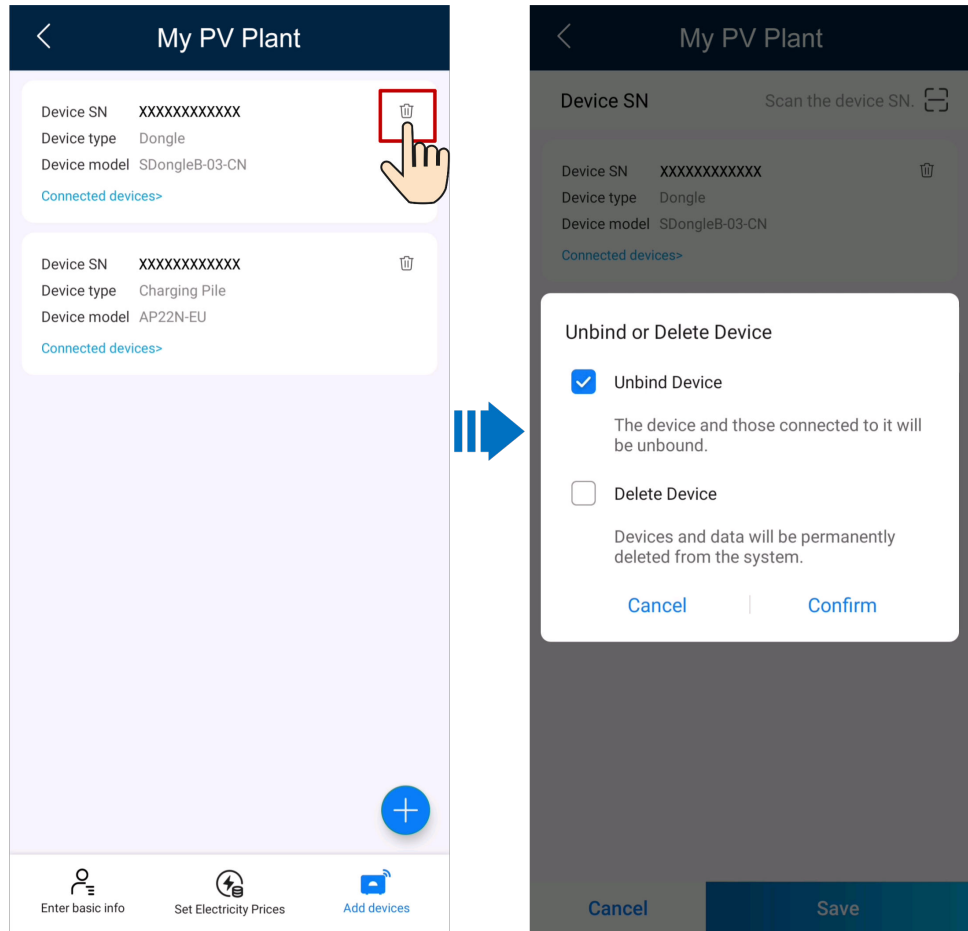 My PV Plant
Device SN XXXXXXXXXXXX
Device type Dongle
Device model SDongleB-03-CN
Connected devices>
Device SN XXXXXXXXXXXX
Device type Charging Pile
Device model AP22N-EU
Connected devices>
Enter basic info
Set Electricity Prices
Add devices
My PV Plant
Device SN Scan the device SN.
Device SN XXXXXXXXXXXX
Device type Dongle
Device model SDongleB-03-CN
Connected devices>
Unbind or Delete Device
Unbind Device
The device and those connected to it will
be unbound.
Delete Device
Devices and data will be permanently
deleted from the system.
Cancel Confirm
Cancel Save